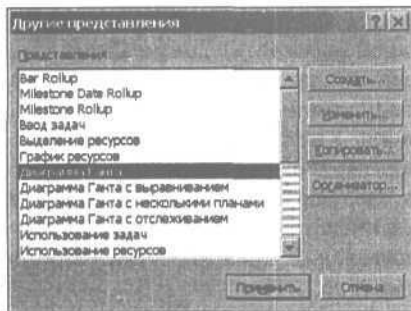 Другие представления
Представления
Bar Rollup
Milestone Date Rollup
Milestone Rollup
Ввод задач
Выделение ресурсов
График ресурсов
Диаграмма Ганта
Диаграмма Ганта с выравниванием
Диаграмма Ганта с несколькими планами
Диаграмма Ганта с отслеживанием
Использование задач
Использование ресурсов
Создать...
Изменить...
Копировать...
Организатор...
Применить
Отмена